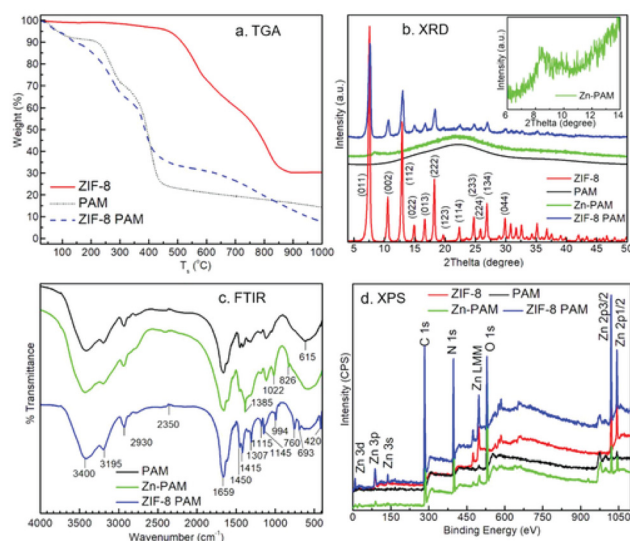 a. TGA
Weight (%)
100
90
80
70
60
50
40
30
20
10
0
ZIF-8
PAM
ZIF-8 PAM
200
400
600
800
1000
Ts (°C)
b. XRD
Intensity (a.u.)
Intensity (a.u.)
Zn-PAM
6
8
10
12
14
2Thelta (degree)
(011)
(002)
(112)
(022)
(013)
(222)
(123)
(114)
(233)
(224)
(134)
(044)
ZIF-8
PAM
Zn-PAM
ZIF-8 PAM
5
10
15
20
25
30
35
40
45
50
2Thelta (degree)
c. FTIR
% Transmittance
615
826
1022
1385
3400
3195
2930
2350
1659
1450
1415
1307
1145
1115
994
760
693
420
PAM
Zn-PAM
ZIF-8 PAM
4000
3500
3000
2500
2000
1500
1000
500
Wavenumber (cm-1)
d. XPS
Intensity (CPS)
ZIF-8
PAM
Zn-PAM
ZIF-8 PAM
Zn 3d
Zn 3p
Zn 3s
C 1s
N 1s
Zn LMM
O 1s
Zn 2p3/2
Zn 2p1/2
0
150
300
450
600
750
900
1050
Binding Energy (eV)